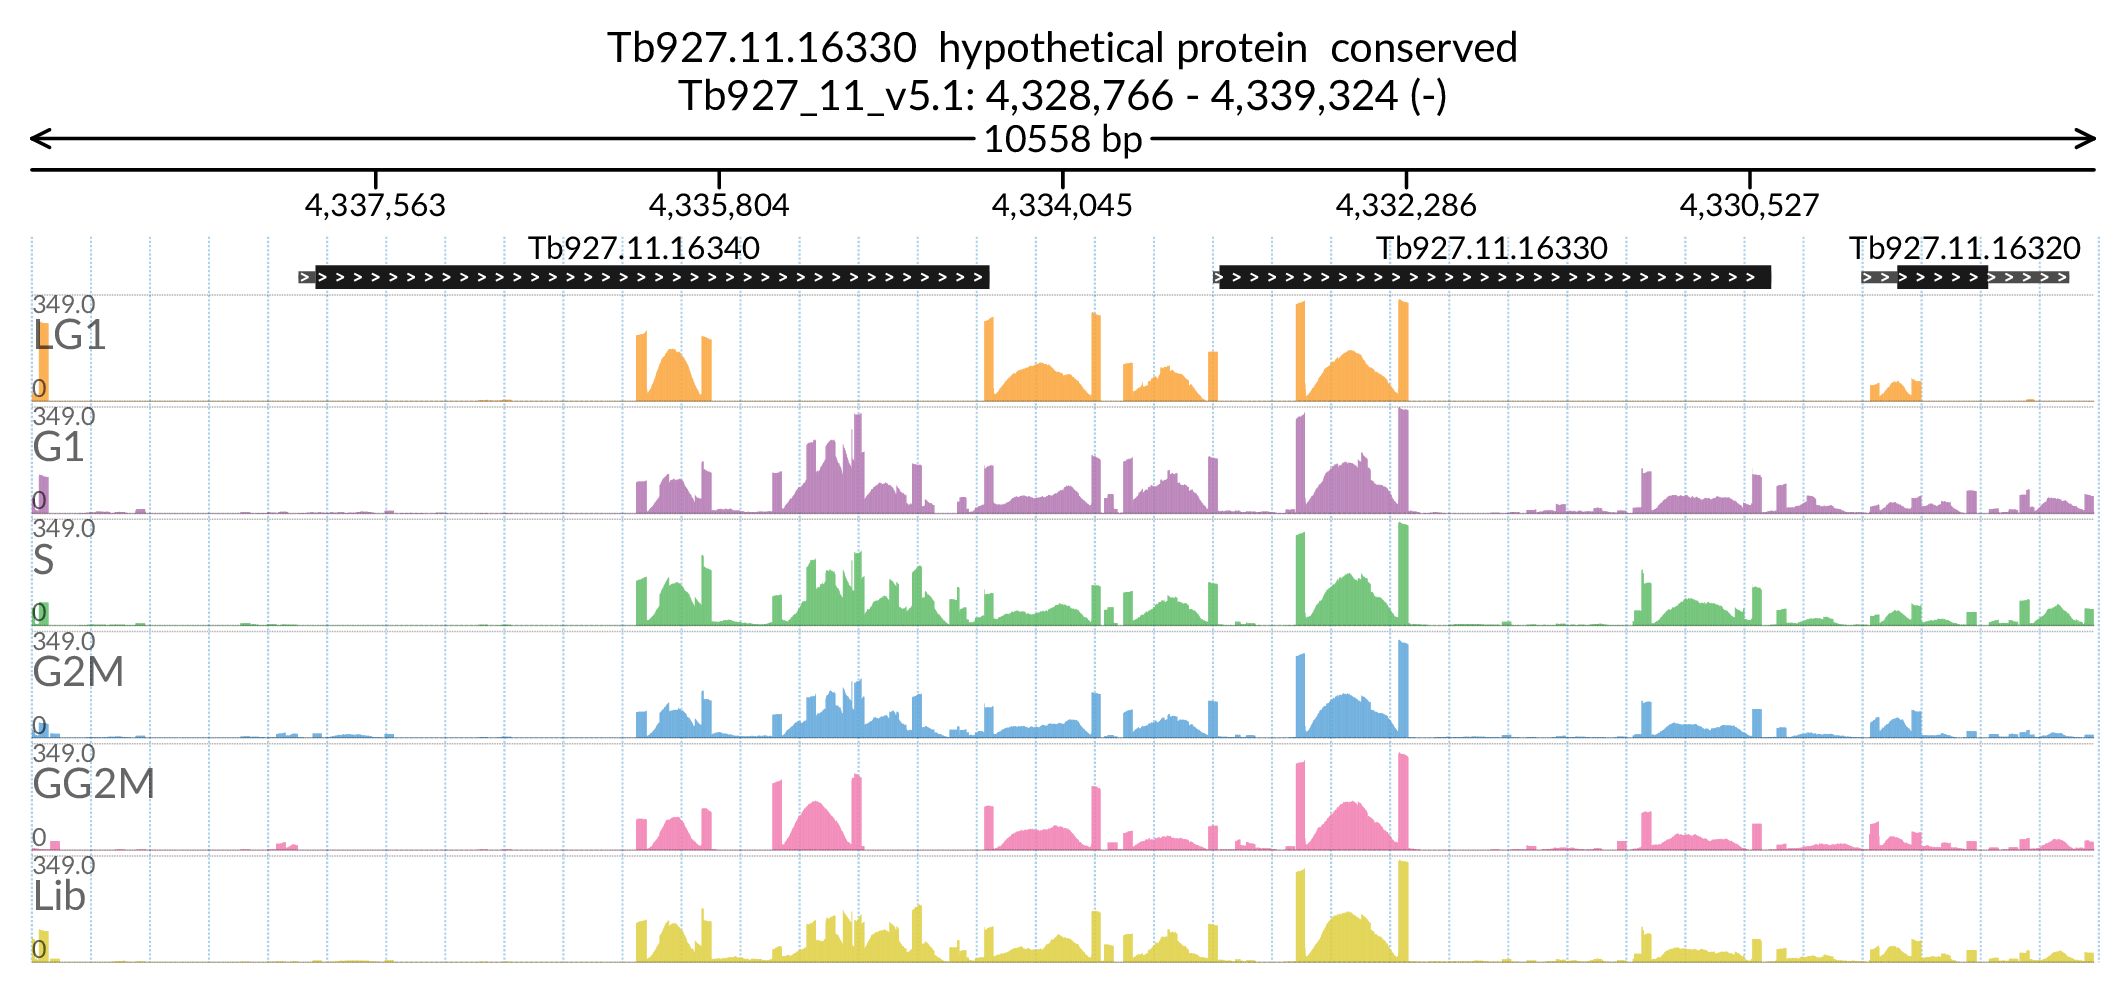 Tb927.11.16330 hypothetical protein conserved
Tb927_11_v5.1: 4,328,766 - 4,339,324 (-)
10558 bp
4,337,563 4,335,804 4,334,045 4,332,286 4,330,527
Tb927.11.16340 Tb927.11.16330 Tb927.11.16320
349.0
LG1
0
349.0
G1
0
349.0
S
0
349.0
G2M
0
349.0
GG2M
0
349.0
Lib
0